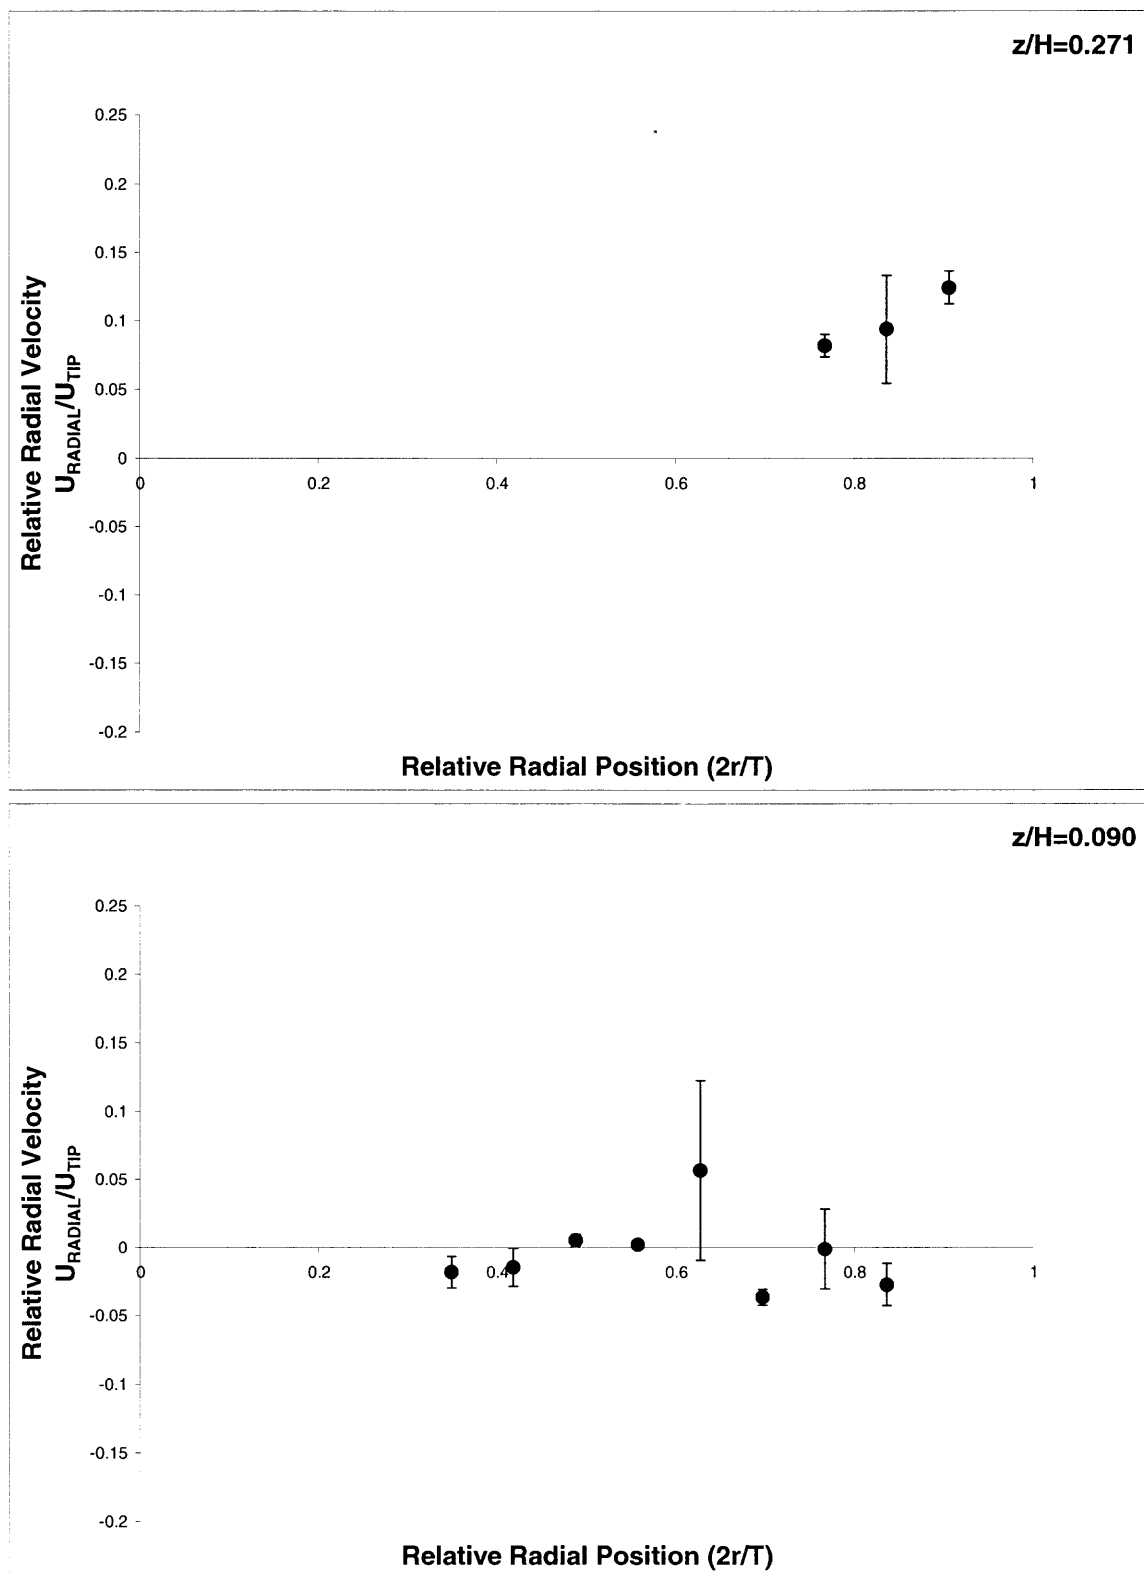 z/H=0.271
0.25
0.2
0.15
0.1
0.05
0
-0.05
-0.1
-0.15
-0.2
0 0.2 0.4 0.6 0.8 1
Relative Radial Velocity
U_RADIAL/U_TIP
Relative Radial Position (2r/T)
z/H=0.090
0.25
0.2
0.15
0.1
0.05
0
-0.05
-0.1
-0.15
-0.2
0 0.2 0.4 0.6 0.8 1
Relative Radial Velocity
U_RADIAL/U_TIP
Relative Radial Position (2r/T)